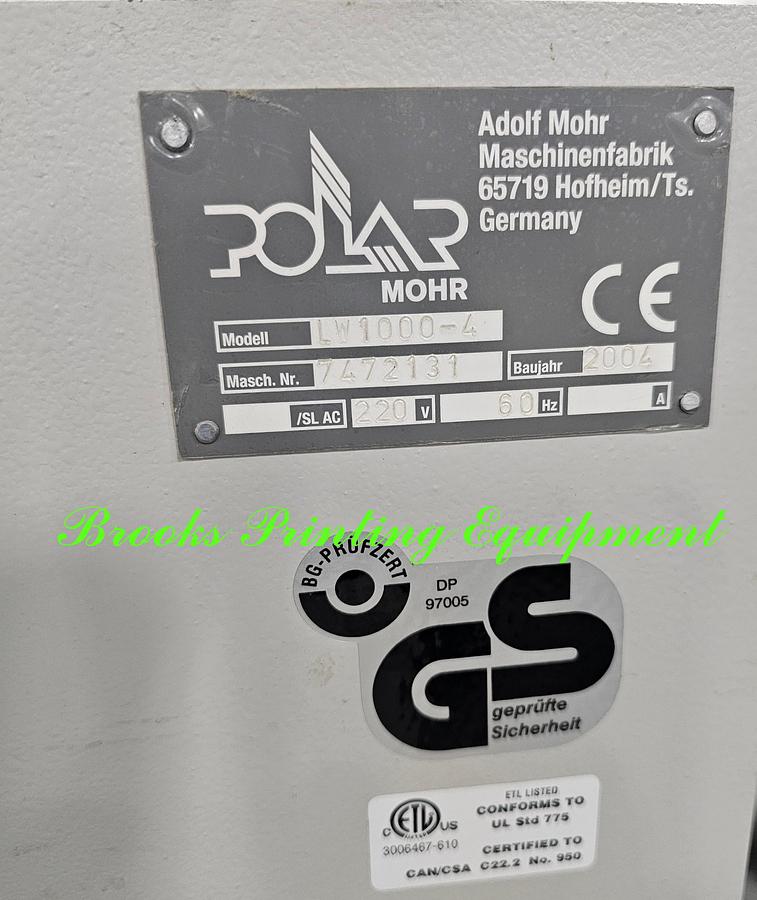 POLAR
MOHR
Adolf Mohr
Maschinenfabrik
65719 Hofheim/Ts.
Germany
CE
Modell LW1000-4
Masch. Nr. 7472131 Baujahr 2004
/SL AC 220 V 60 Hz A
Brooks Printing Equipment
BG-PRÜFZERT
DP
97005
GS
geprüfte
Sicherheit
ETL LISTED
CONFORMS TO
UL Std 775
CERTIFIED TO
CAN/CSA C22.2 No. 950
C ETL US
LISTED
3006467-610